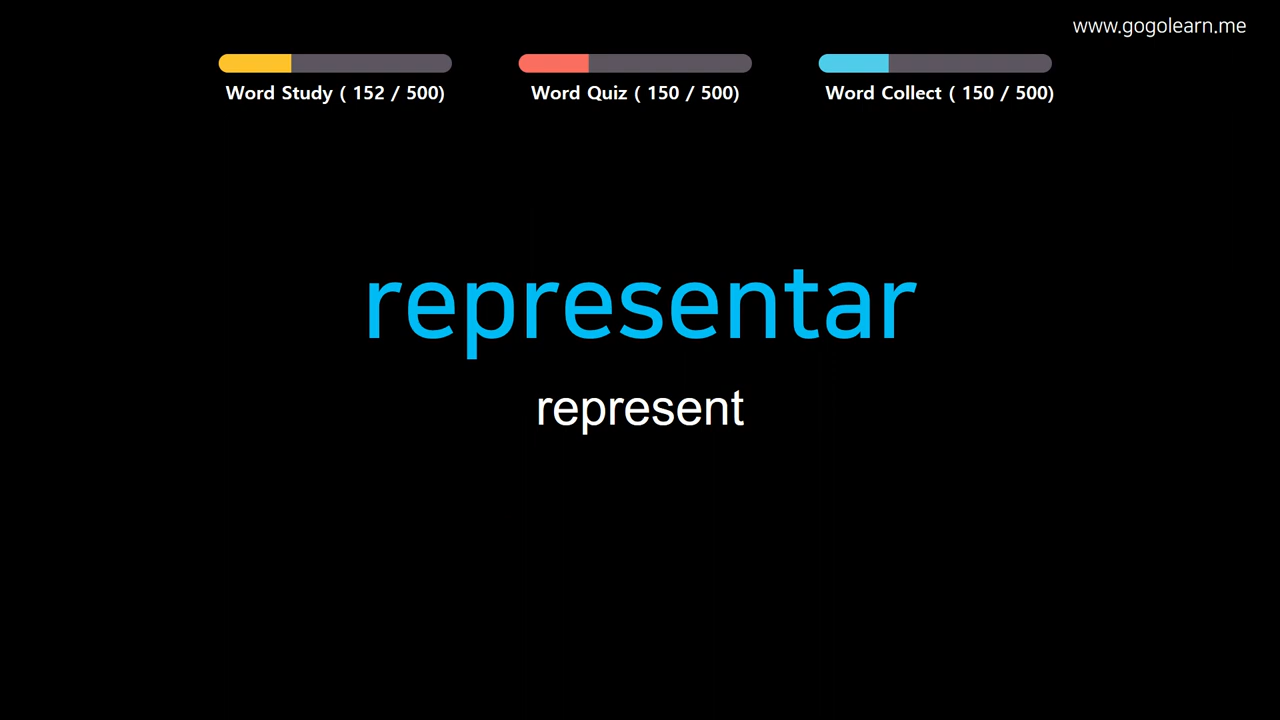 www.gogolearn.me
Word Study ( 152 / 500)
Word Quiz ( 150 / 500)
Word Collect ( 150 / 500)
representar
represent